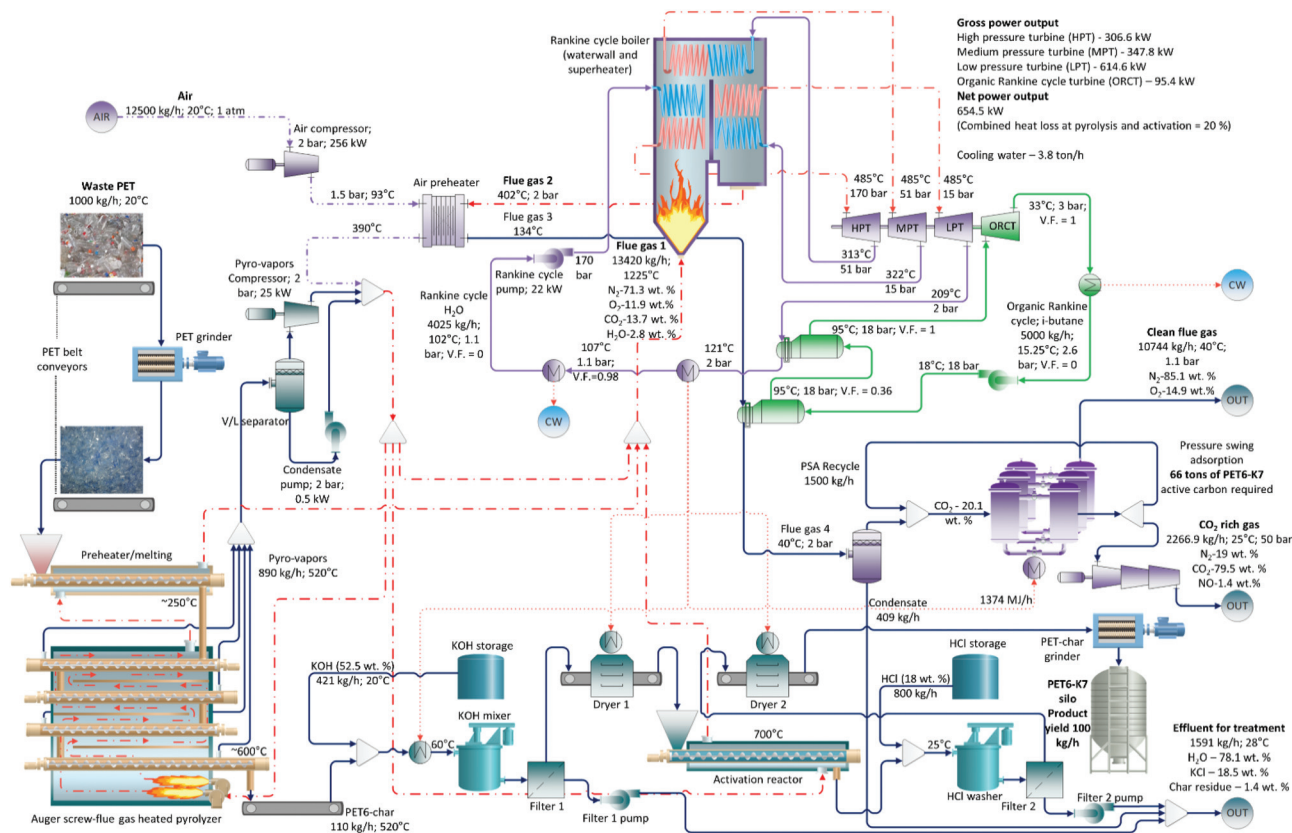 Gross power output
High pressure turbine (HPT) - 306.6 kW
Medium pressure turbine (MPT) - 347.8 kW
Low pressure turbine (LPT) - 614.6 kW
Organic Rankine cycle turbine (ORCT) – 95.4 kW
Net power output
654.5 kW
(Combined heat loss at pyrolysis and activation = 20 %)
Cooling water – 3.8 ton/h
Rankine cycle boiler
(waterwall and
superheater)
Air
12500 kg/h; 20°C; 1 atm
AIR
Air compressor;
2 bar; 256 kW
1.5 bar; 93°C
Air preheater
Flue gas 2
402°C; 2 bar
Flue gas 3
134°C
390°C
Waste PET
1000 kg/h; 20°C
Pyro-vapors
Compressor; 2
bar; 25 kW
PET grinder
PET belt
conveyors
V/L separator
Condensate
pump; 2 bar;
0.5 kW
Rankine cycle
pump; 22 kW
170
bar
Rankine cycle
H₂O
4025 kg/h;
102°C; 1.1
bar; V.F. = 0
Flue gas 1
13420 kg/h;
1225°C
N₂-71.3 wt. %
O₂-11.9 wt. %
CO₂-13.7 wt. %
H₂O-2.8 wt. %
485°C
170 bar
485°C
51 bar
485°C
15 bar
HPT
MPT
LPT
ORCT
33°C; 3 bar;
V.F. = 1
313°C
51 bar
322°C
15 bar
209°C
2 bar
CW
Organic Rankine
cycle; i-butane
5000 kg/h;
15.25°C; 2.6
bar; V.F. = 0
95°C; 18 bar; V.F. = 1
107°C
1.1 bar;
V.F.=0.98
121°C
2 bar
M
M
CW
18°C; 18 bar
95°C; 18 bar; V.F. = 0.36
Clean flue gas
10744 kg/h; 40°C;
1.1 bar
N₂-85.1 wt. %
O₂-14.9 wt. %
OUT
Pressure swing
adsorption
66 tons of PET6-K7
active carbon required
PSA Recycle
1500 kg/h
CO₂ - 20.1
wt. %
Flue gas 4
40°C; 2 bar
CO₂ rich gas
2266.9 kg/h; 25°C; 50 bar
N₂-19 wt. %
CO₂-79.5 wt. %
NO-1.4 wt.%
OUT
M
1374 MJ/h
Condensate
409 kg/h
Preheater/melting
Pyro-vapors
890 kg/h; 520°C
~250°C
~600°C
Auger screw-flue gas heated pyrolyzer
KOH (52.5 wt. %)
421 kg/h; 20°C
KOH storage
KOH mixer
60°C
PET6-char
110 kg/h; 520°C
Filter 1
Filter 1 pump
Dryer 1
Dryer 2
700°C
Activation reactor
HCl (18 wt. %)
800 kg/h
HCl storage
25°C
HCl washer
Filter 2
Filter 2 pump
PET-char
grinder
PET6-K7
silo
Product
yield 100
kg/h
Effluent for treatment
1591 kg/h; 28°C
H₂O – 78.1 wt. %
KCl – 18.5 wt. %
Char residue – 1.4 wt. %
OUT